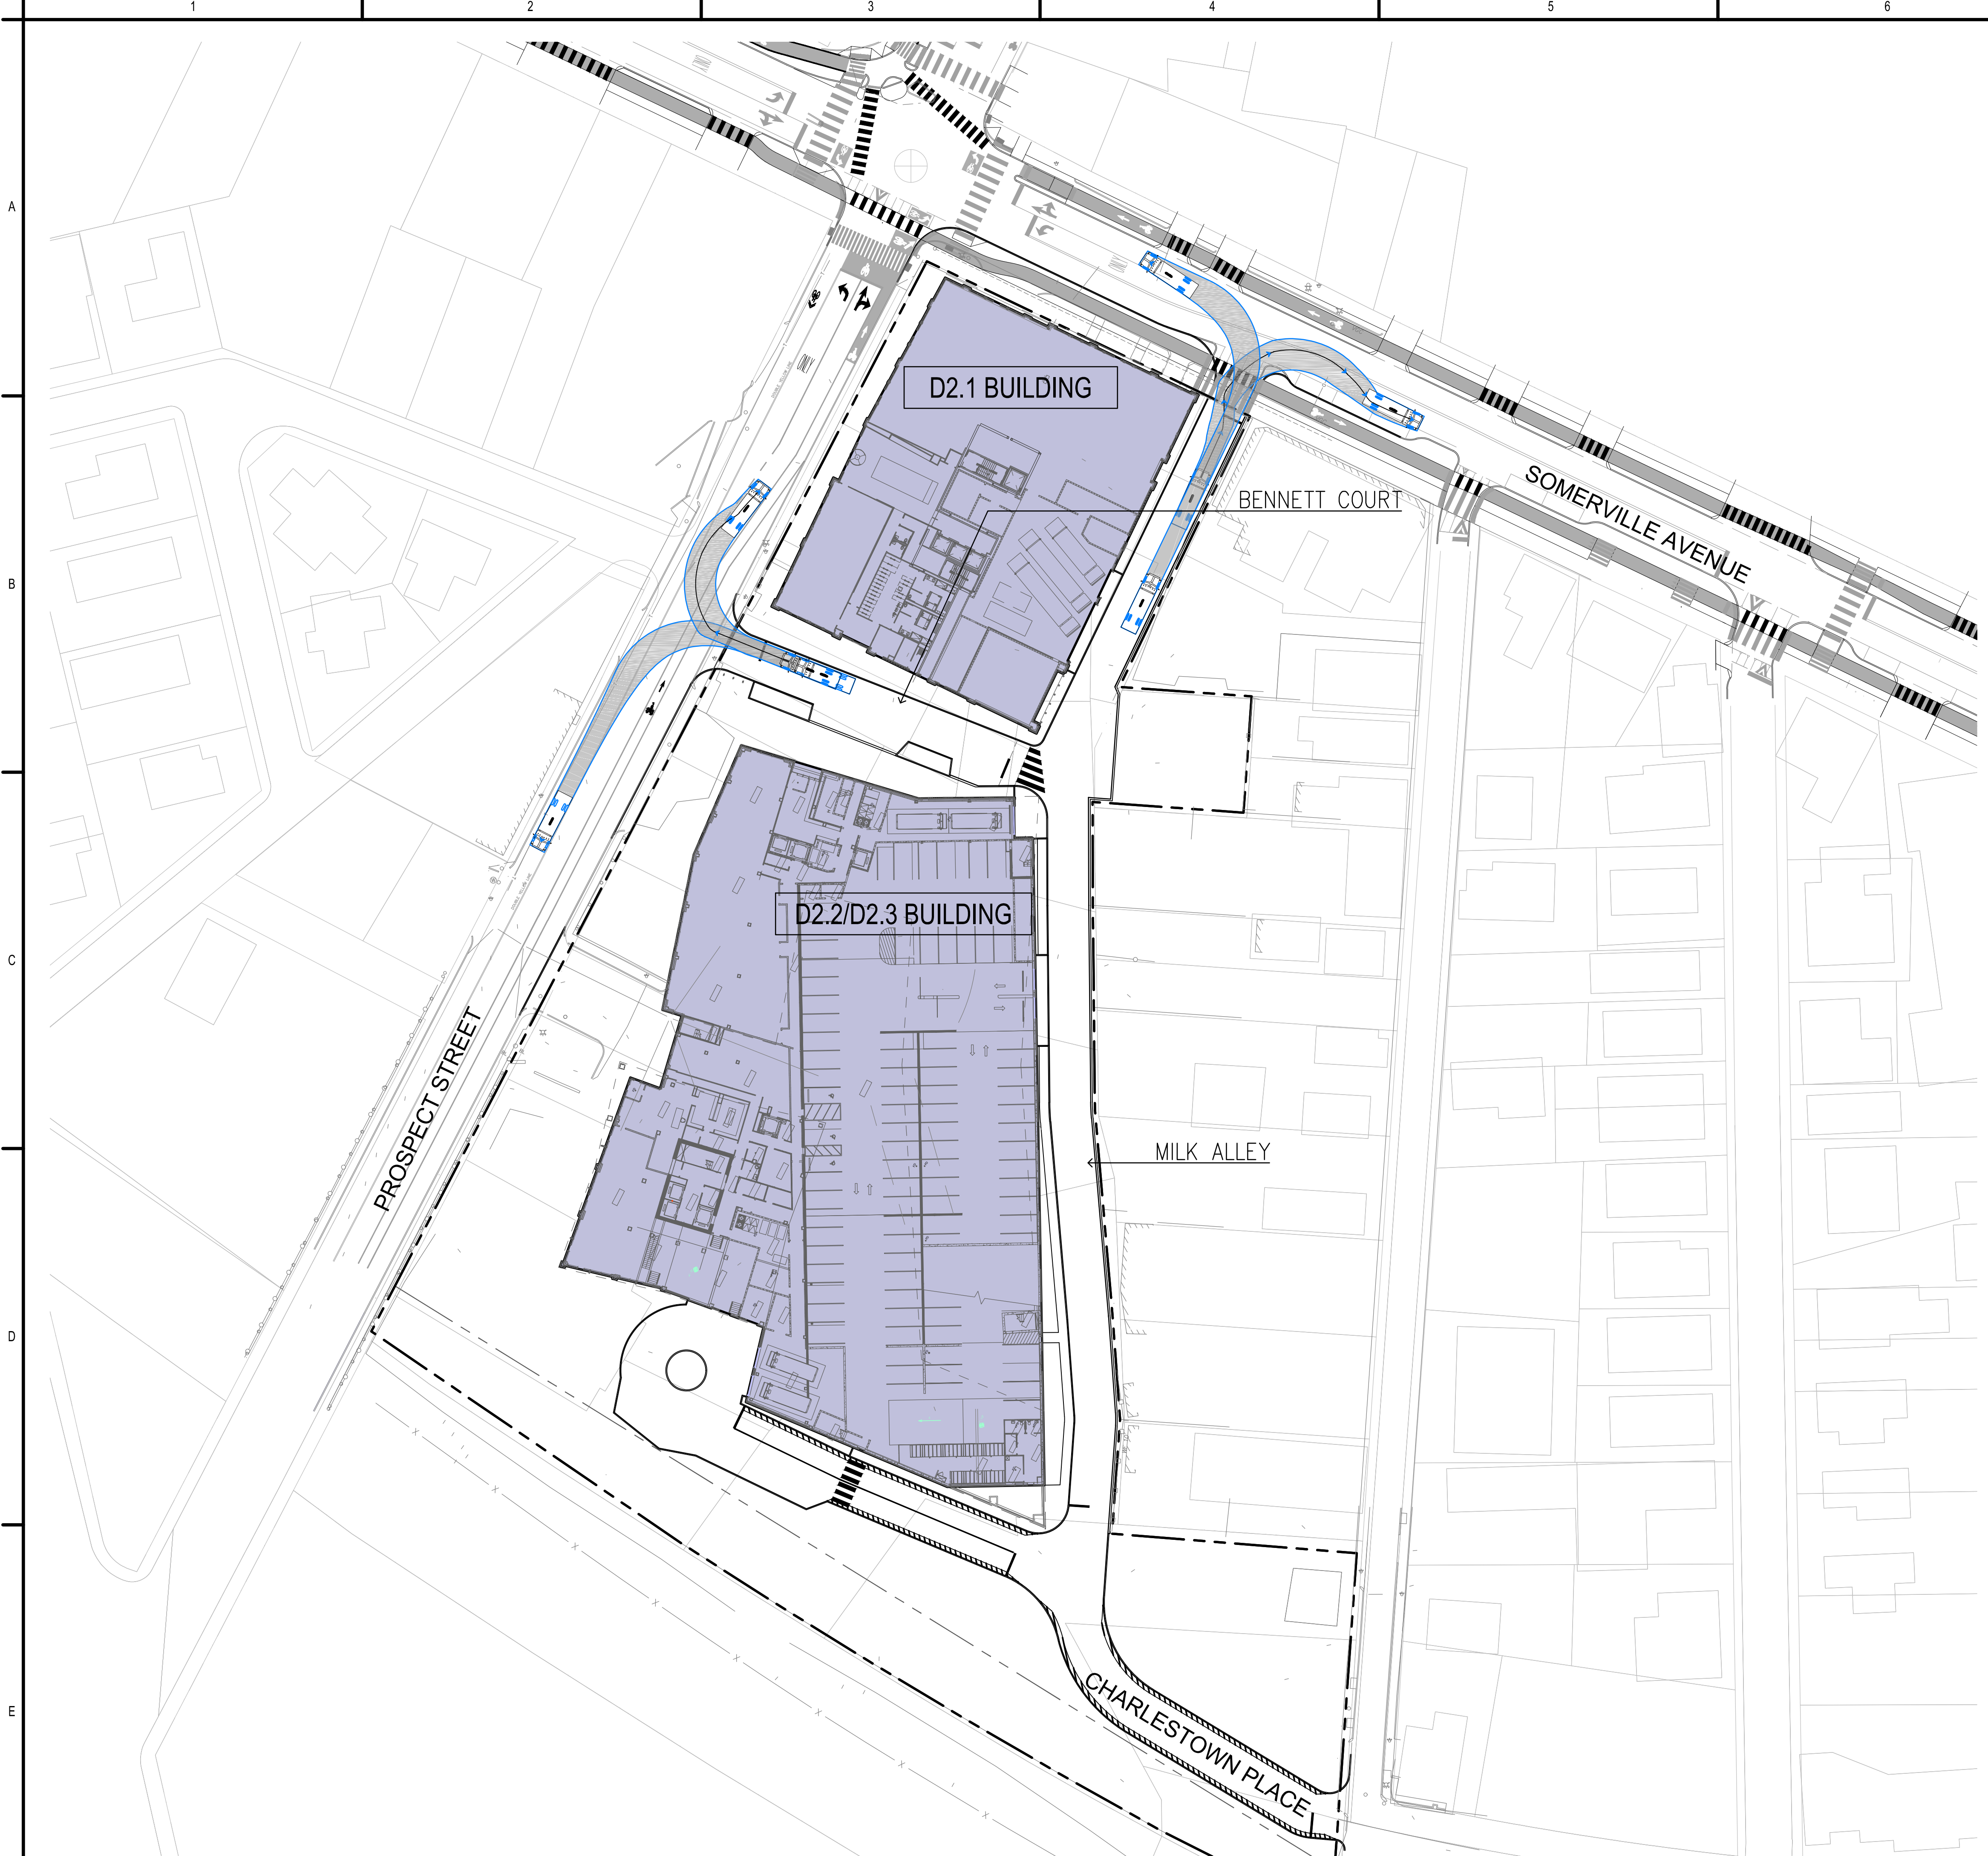 1
2
3
4
5
6
A
D2.1 BUILDING
BENNETT COURT
SOMERVILLE AVENUE
B
D2.2/D2.3 BUILDING
C
PROSPECT STREET
MILK ALLEY
D
E
CHARLESTOWN PLACE